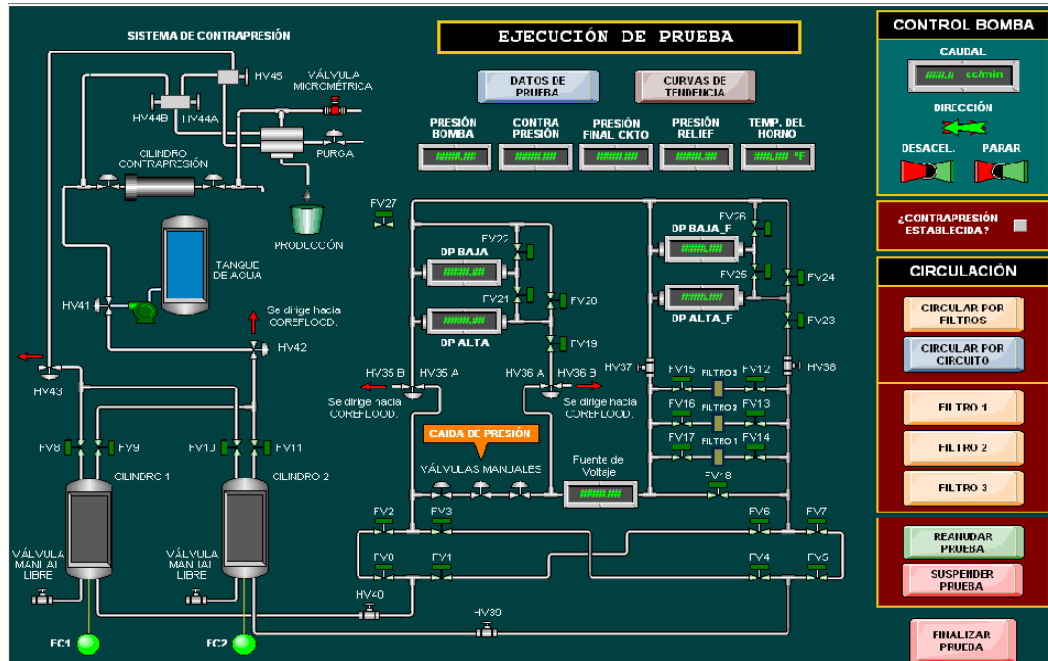 SISTEMA DE CONTRAPRESIÓN
EJECUCIÓN DE PRUEBA
DATOS DE
PRUEBA
CURVAS DE
TENDENCIA
PRESIÓN
BOMBA
CONTRA
PRESIÓN
PRESIÓN
FINAL CKTO
PRESIÓN
RELIEF
TEMP. DEL
HORNO
####.##
####.##
####.##
####.##
###.## ºF
HV45
VÁLVULA
MICROMÉTRICA
HV44B
HV44A
PURGA
CILINDRO
CONTRAPRESIÓN
PRODUCCIÓN
TANQUE
DE AGUA
HV41
Se dirige hacia
COREFLOOD.
HV42
HV43
FV8
FV9
FV10
FV11
CILINDRO 1
CILINDRO 2
VÁLVULA
LIBRE
VÁLVULA
LIBRE
FC1
FC2
FV27
FV22
DP BAJA
####.##
FV21
FV20
####.##
DP ALTA
FV19
FV26
DP BAJA_F
####.##
FV25
FV24
####.##
DP ALTA_F
FV23
HV35 B
HV35 A
HV36 A
HV36 B
HV37
HV38
Se dirige hacia
COREFLOOD.
Se dirige hacia
COREFLOOD.
FV15
FILTRO 3
FV12
FV16
FILTRO 2
FV13
FV17
FILTRO 1
FV14
CAIDA DE PRESIÓN
VÁLVULAS MANUALES
Fuente de
Voltaje
####.##
FV18
FV2
FV3
FV6
FV7
FV0
FV1
FV4
FV5
HV40
HV39
CONTROL BOMBA
CAUDAL
###.# cc/min
DIRECCIÓN
DESACEL.
PARAR
¿CONTRAPRESIÓN
ESTABLECIDA?
CIRCULACIÓN
CIRCULAR POR
FILTROS
CIRCULAR POR
CIRCUITO
FILTRO 1
FILTRO 2
FILTRO 3
REANUDAR
PRUEBA
SUSPENDER
PRUEBA
FINALIZAR
PRUEBA